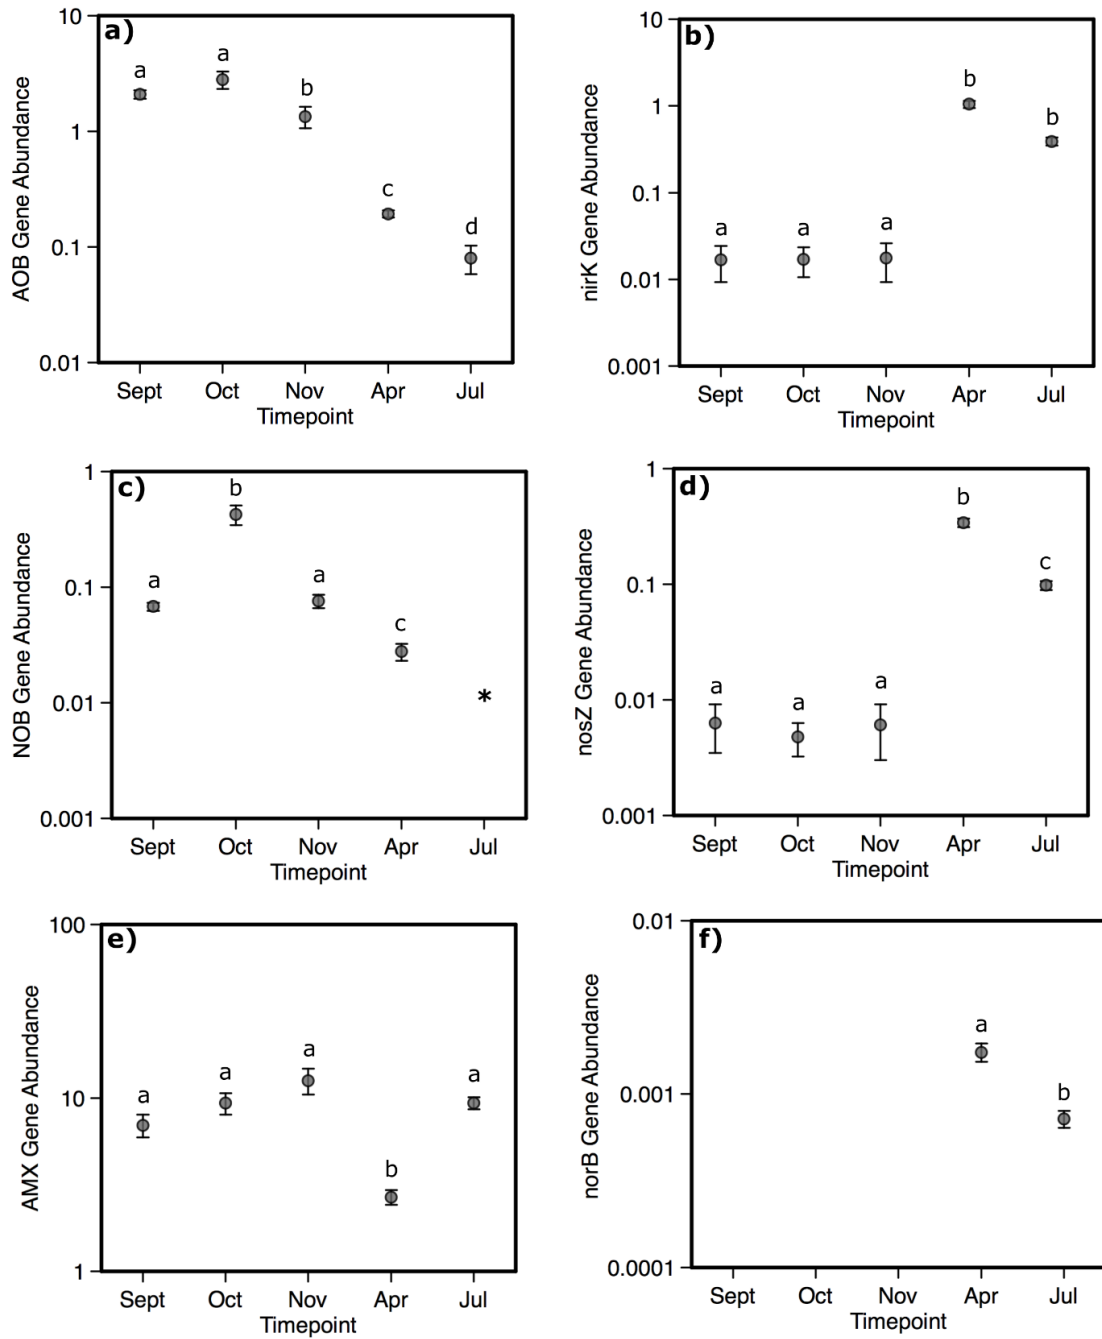 a)
AOB Gene Abundance
10
1
0.1
0.01
a
a
b
c
d
Sept Oct Nov Apr Jul
Timepoint
b)
nirK Gene Abundance
10
1
0.1
0.01
0.001
a
a
a
b
b
Sept Oct Nov Apr Jul
Timepoint
c)
NOB Gene Abundance
1
0.1
0.01
0.001
a
b
a
c
*
Sept Oct Nov Apr Jul
Timepoint
d)
nosZ Gene Abundance
1
0.1
0.01
0.001
a
a
a
b
c
Sept Oct Nov Apr Jul
Timepoint
e)
AMX Gene Abundance
100
10
1
a
a
a
b
a
Sept Oct Nov Apr Jul
Timepoint
f)
norB Gene Abundance
0.01
0.001
0.0001
a
b
Sept Oct Nov Apr Jul
Timepoint